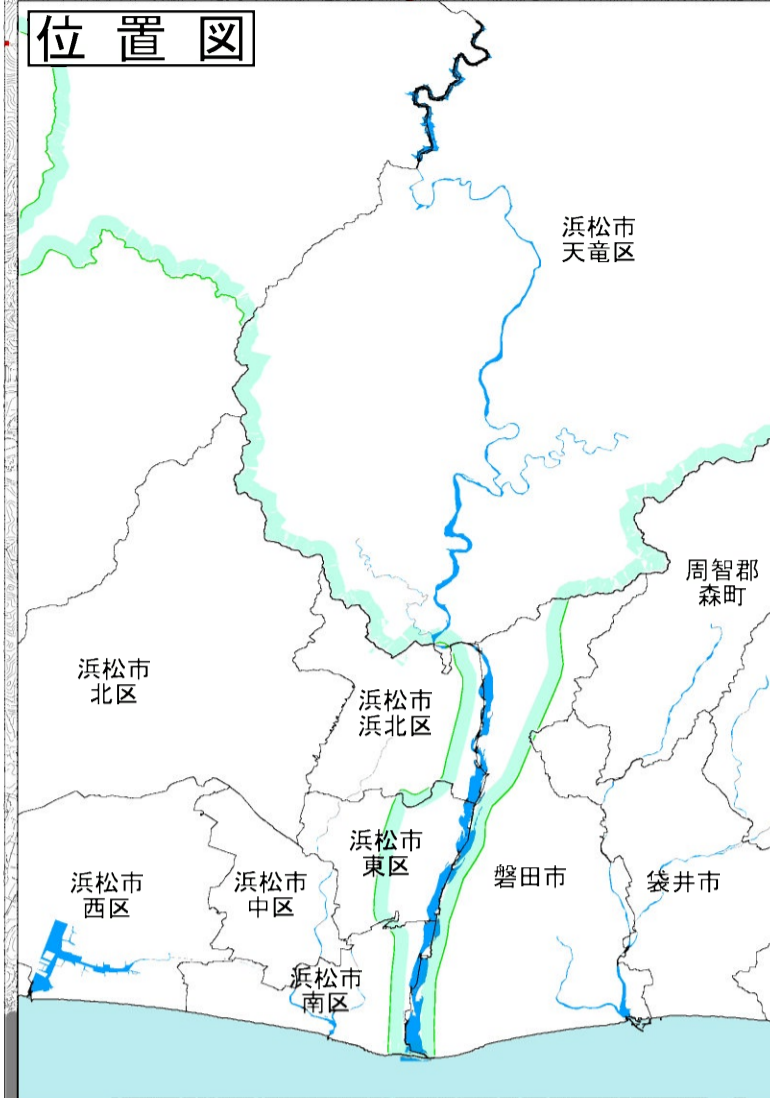 位置図
浜松市
天竜区
周智郡
森町
浜松市
北区
浜松市
浜北区
浜松市
東区
浜松市
西区
浜松市
中区
磐田市
袋井市
浜松市
南区